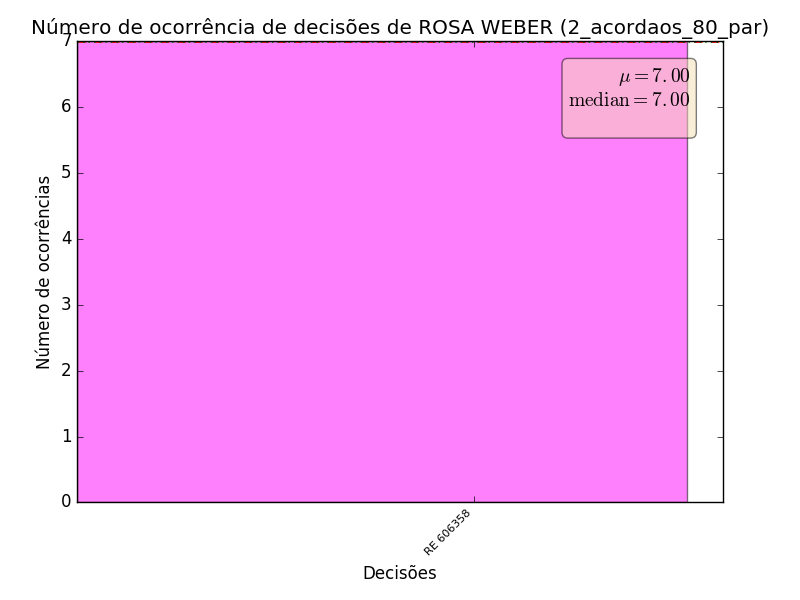 Número de ocorrência de decisões de ROSA WEBER (2_acordaos_80_par)
μ = 7.00
median = 7.00
7
6
5
4
3
2
1
0
Número de ocorrências
RE 606358
Decisões